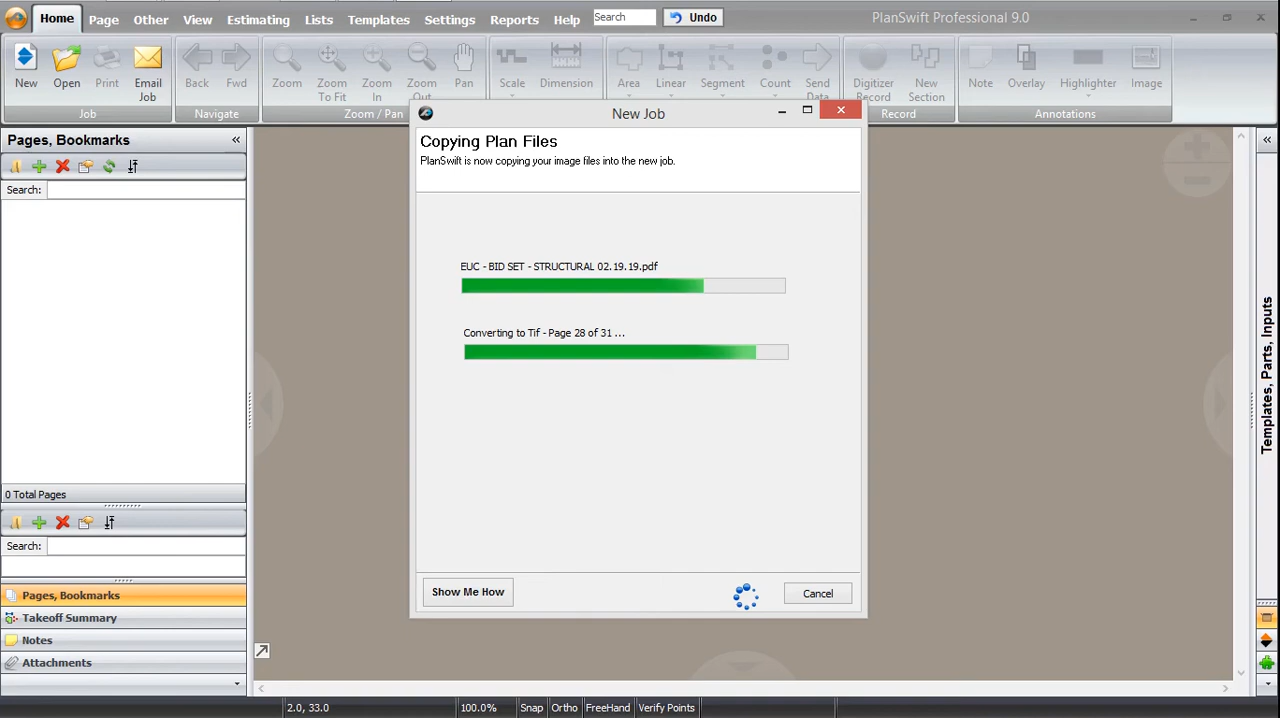 Home Page Other View Estimating Lists Templates Settings Reports Help Search Undo PlanSwift Professional 9.0
New Open Print Email Job Back Fwd Zoom Zoom To Fit Zoom In Zoom Out Pan Scale Dimension Area Linear Segment Count Send Data Digitizer Record New Section Note Overlay Highlighter Image
Job Navigate Zoom / Pan Record Annotations
New Job
Pages, Bookmarks
Search:
0 Total Pages
Search:
Pages, Bookmarks
Takeoff Summary
Notes
Attachments
Copying Plan Files
PlanSwift is now copying your image files into the new job.
EUC - BID SET - STRUCTURAL 02.19.19.pdf
Converting to Tif - Page 28 of 31 ...
Show Me How Cancel
Templates, Parts, Inputs
2.0, 33.0 100.0% Snap Ortho FreeHand Verify Points